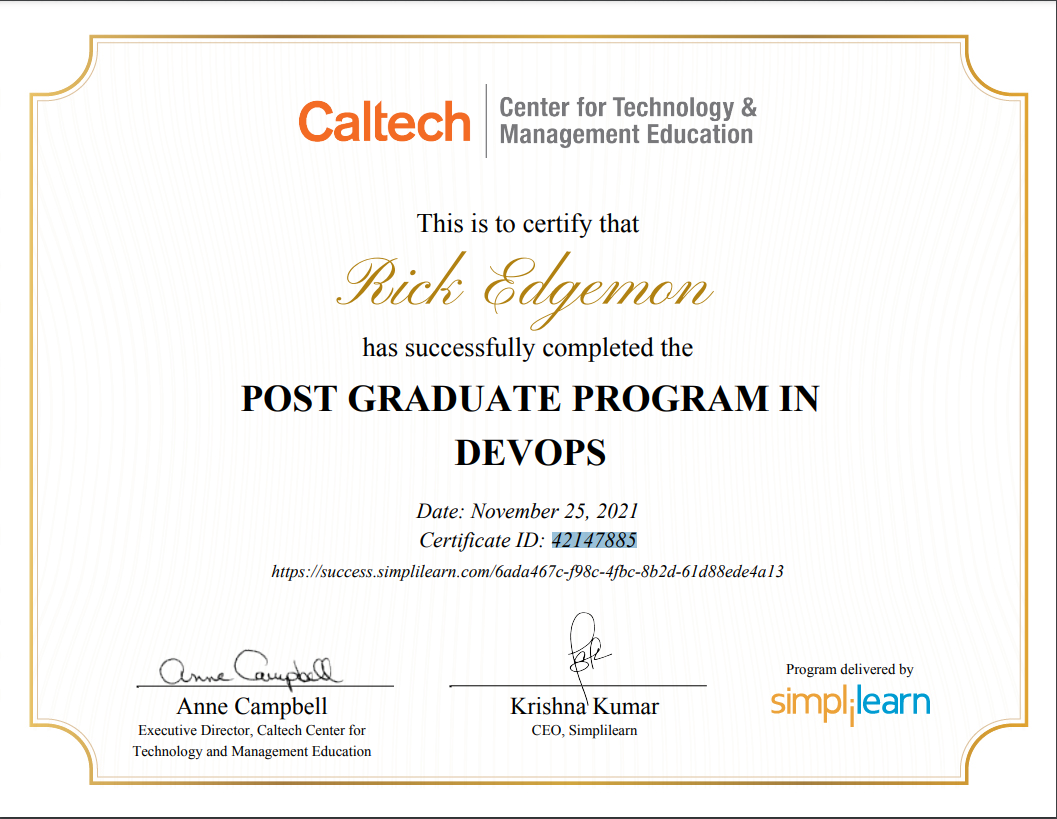 Caltech
Center for Technology &
Management Education
This is to certify that
Rick Edgemon
has successfully completed the
POST GRADUATE PROGRAM IN
DEVOPS
Date: November 25, 2021
Certificate ID: 42147885
https://success.simplilearn.com/6ada467c-f98c-4fbc-8b2d-61d88ede4a13
Anne Campbell
Anne Campbell
Executive Director, Caltech Center for
Technology and Management Education
Krishna Kumar
CEO, Simplilearn
Program delivered by
simplilearn